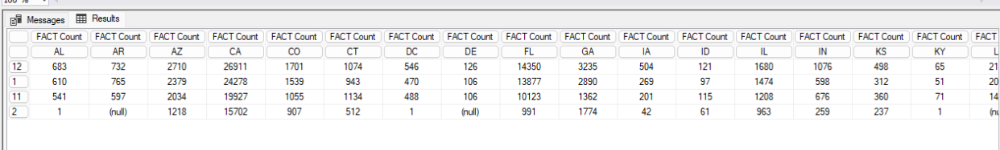 100 %
Messages Results
FACT Count FACT Count FACT Count FACT Count FACT Count FACT Count FACT Count FACT Count FACT Count FACT Count FACT Count FACT Count FACT Count FACT Count FACT Count FACT Count FACT
AL AR AZ CA CO CT DC DE FL GA IA ID IL IN KS KY L
12 683 732 2710 26911 1701 1074 546 126 14350 3235 504 121 1680 1076 498 65 21
1 610 765 2379 24278 1539 943 470 106 13877 2890 269 97 1474 598 312 51 20
11 541 597 2034 19927 1055 1134 488 106 10123 1362 201 115 1208 676 360 71 14
2 1 (null) 1218 15702 907 512 1 (null) 991 1774 42 61 963 259 237 1 (nu